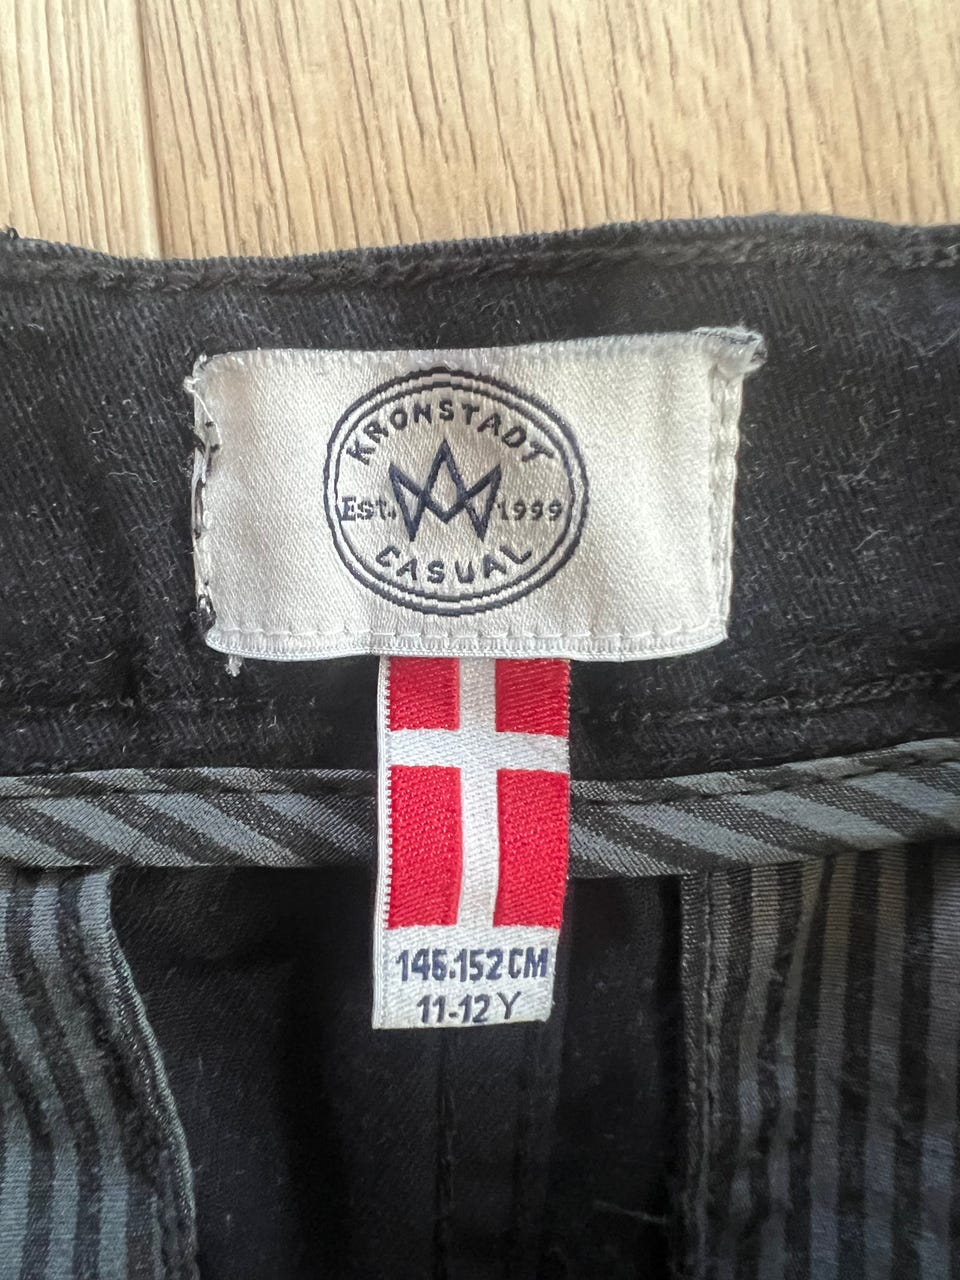 KRONSTADT
Est. 1999
CASUAL
146.152 CM
11-12 Y